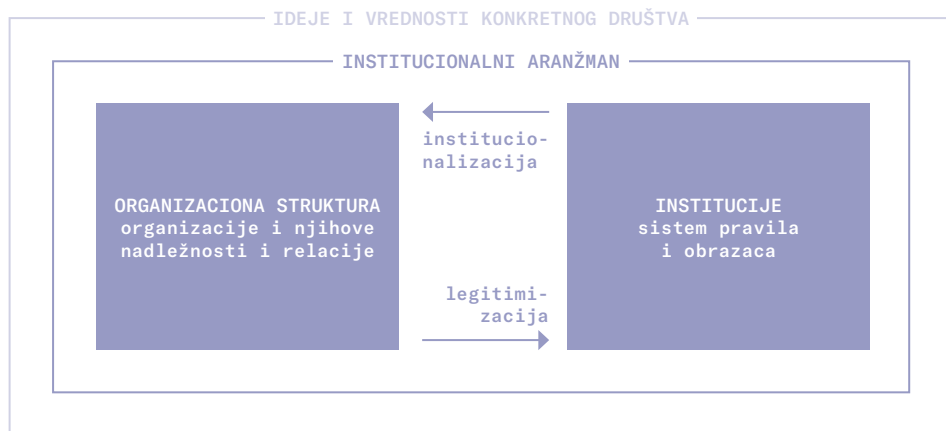 IDEJE I VREDNOSTI KONKRETNOG DRUŠTVA
INSTITUCIONALNI ARANŽMAN
institucio-
nalizacija
ORGANIZACIONA STRUKTURA
organizacije i njihove
nadležnosti i relacije
INSTITUCIJE
sistem pravila
i obrazaca
legitimi-
zacija